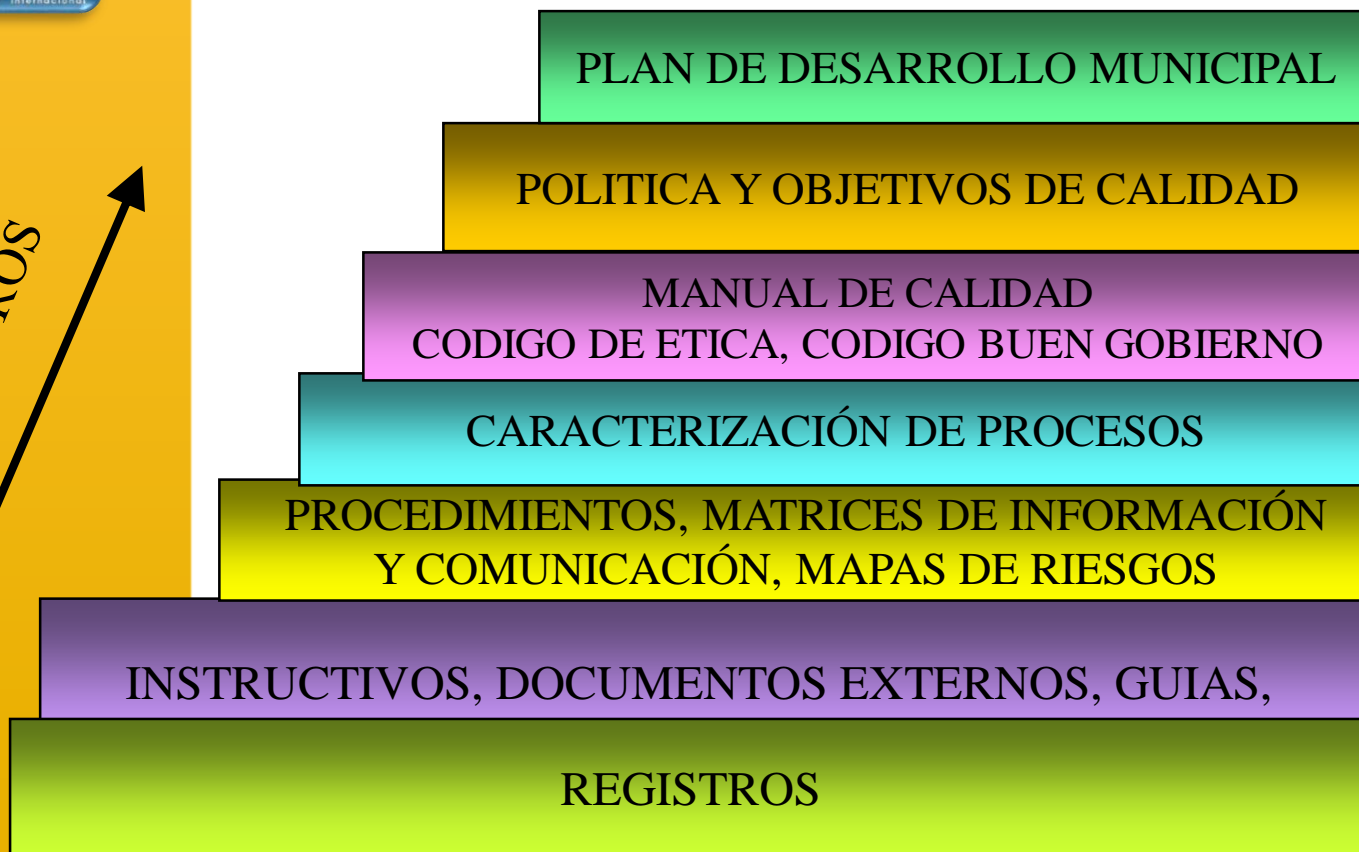 PLAN DE DESARROLLO MUNICIPAL
POLITICA Y OBJETIVOS DE CALIDAD
MANUAL DE CALIDAD
CODIGO DE ETICA, CODIGO BUEN GOBIERNO
CARACTERIZACIÓN DE PROCESOS
PROCEDIMIENTOS, MATRICES DE INFORMACIÓN
Y COMUNICACIÓN, MAPAS DE RIESGOS
INSTRUCTIVOS, DOCUMENTOS EXTERNOS, GUIAS,
REGISTROS